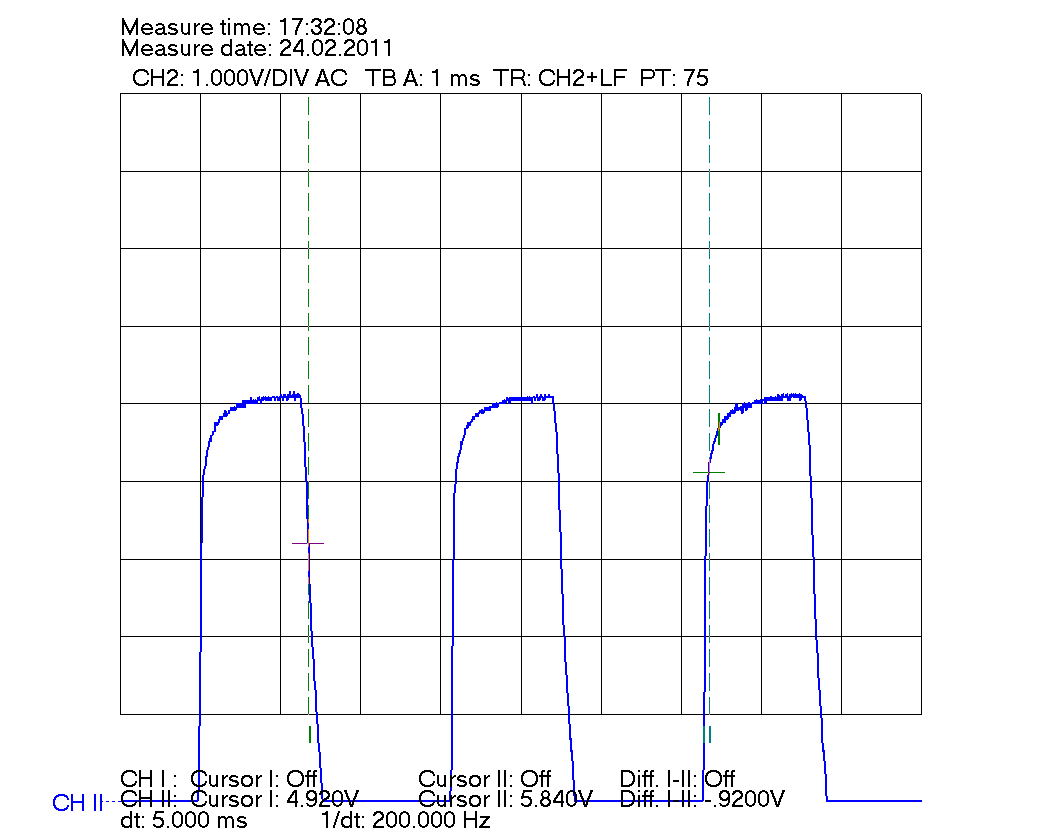 Measure time: 17:32:08
Measure date: 24.02.2011
CH2: 1.000V/DIV AC TB A: 1 ms TR: CH2+LF PT: 75
CH I : Cursor I: Off Cursor II: Off Diff. I-II: Off
CH II CH II: Cursor I: 4.920V Cursor II: 5.840V Diff. I-II: -.9200V
dt: 5.000 ms 1/dt: 200.000 Hz